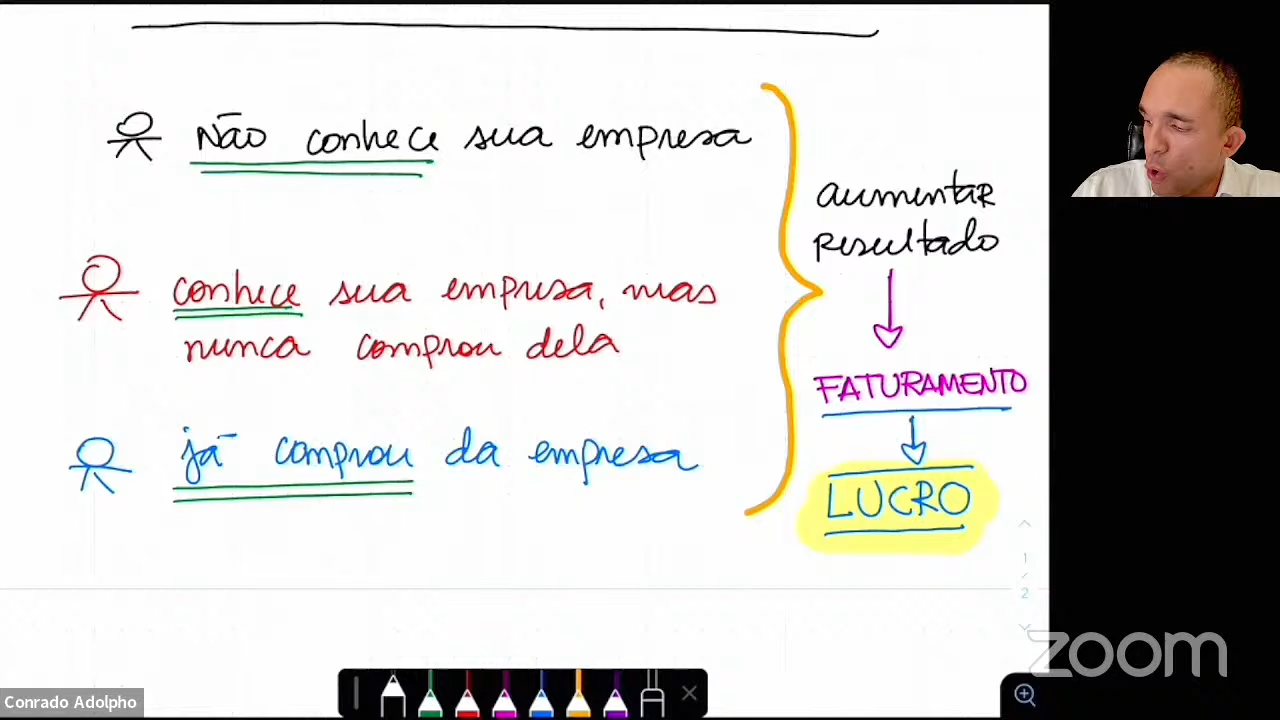 Não conhece sua empresa
conhece sua empresa, mas
nunca comprou dela
já comprou da empresa
aumentar
resultado
FATURAMENTO
LUCRO
1
/
2
zoom
Conrado Adolpho